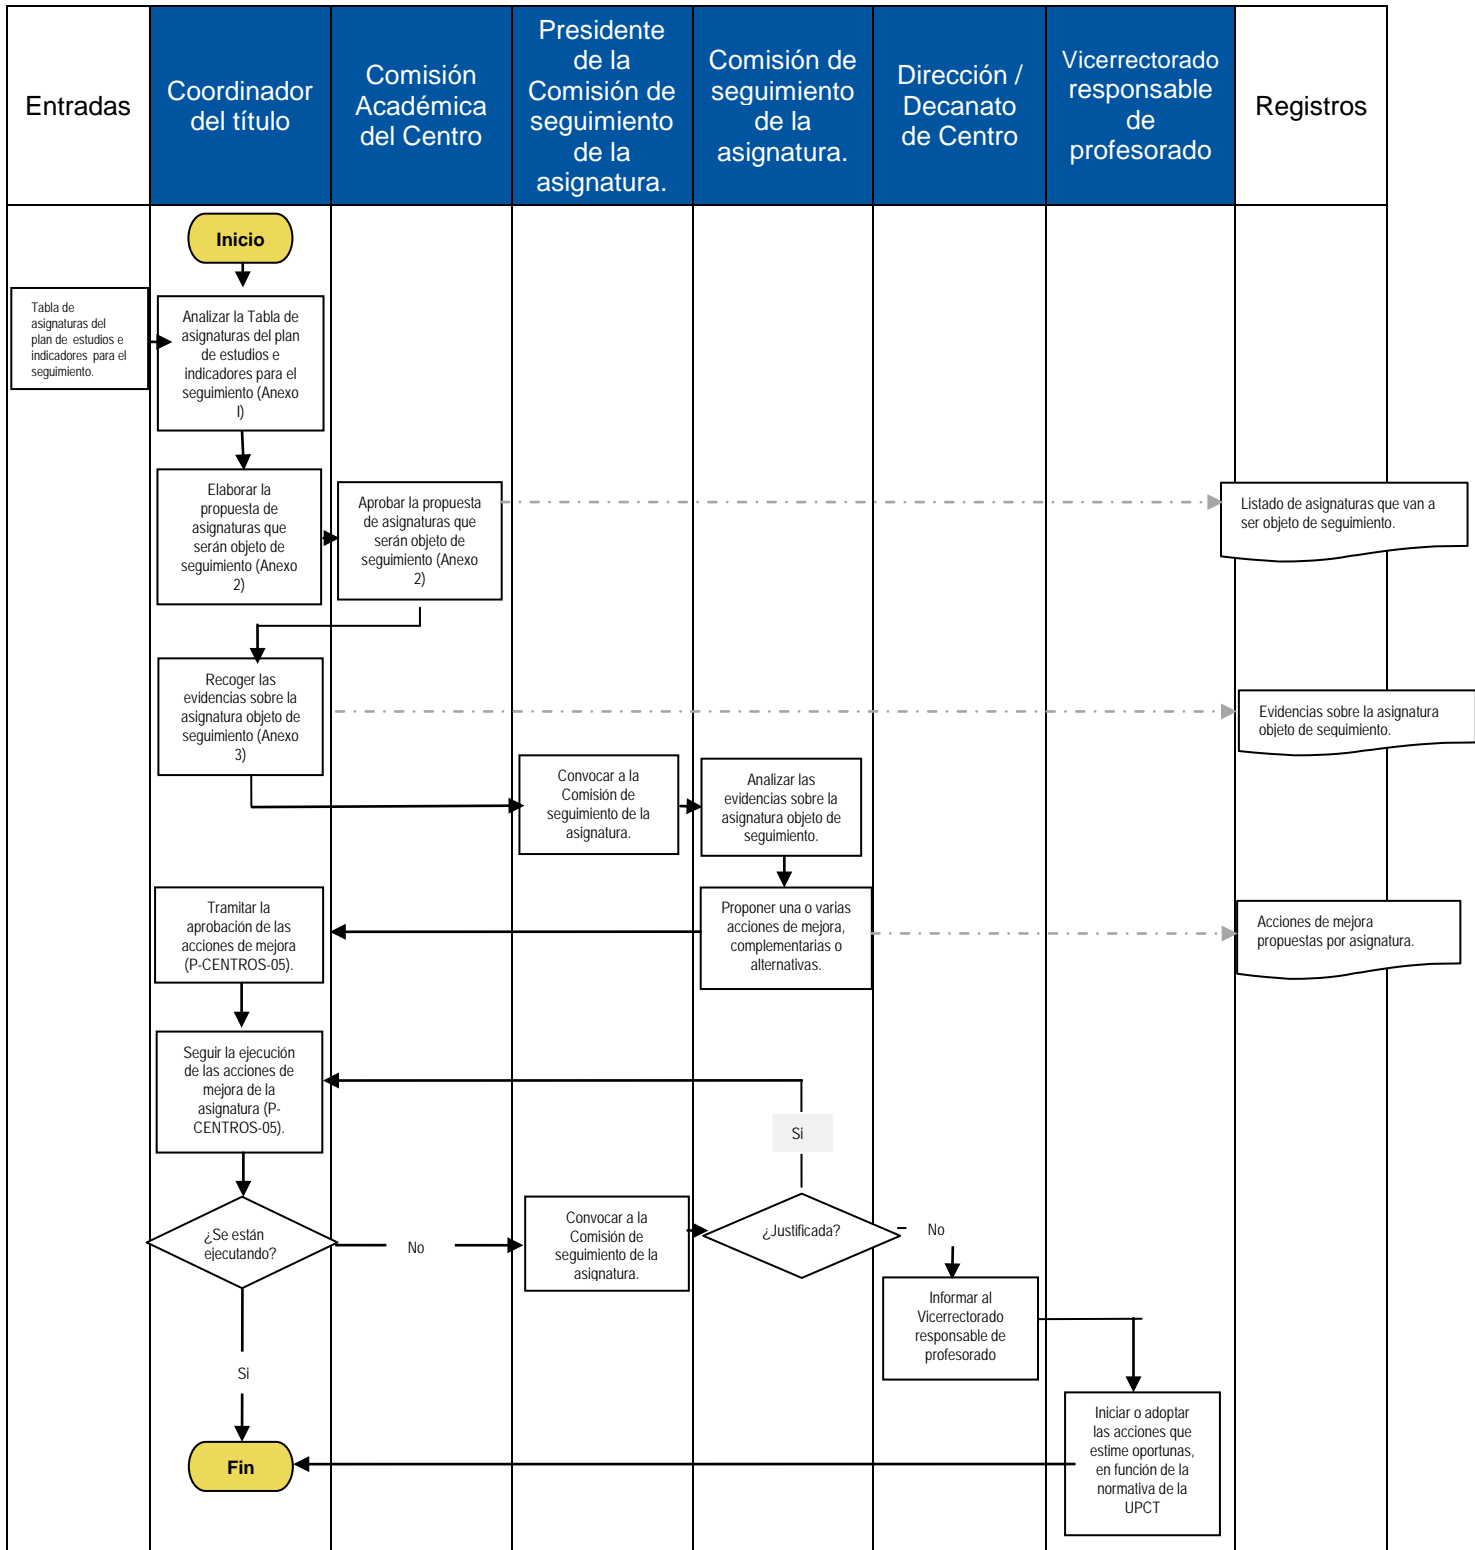 Entradas
Coordinador
del título
Comisión
Académica
del Centro
Presidente
de la
Comisión de
seguimiento
de la
asignatura.
Comisión de
seguimiento
de la
asignatura.
Dirección /
Decanato
de Centro
Vicerrectorado
responsable
de
profesorado
Registros
Inicio
Tabla de
asignaturas del
plan de estudios e
indicadores para el
seguimiento.
Analizar la Tabla de
asignaturas del plan
de estudios e
indicadores para el
seguimiento (Anexo
I)
Elaborar la
propuesta de
asignaturas que
serán objeto de
seguimiento (Anexo
2)
Aprobar la propuesta
de asignaturas que
serán objeto de
seguimiento (Anexo
2)
Listado de asignaturas que van a
ser objeto de seguimiento.
Recoger las
evidencias sobre la
asignatura objeto de
seguimiento (Anexo
3)
Evidencias sobre la asignatura
objeto de seguimiento.
Convocar a la
Comisión de
seguimiento de la
asignatura.
Analizar las
evidencias sobre la
asignatura objeto de
seguimiento.
Tramitar la
aprobación de las
acciones de mejora
(P-CENTROS-05).
Proponer una o varias
acciones de mejora,
complementarias o
alternativas.
Acciones de mejora
propuestas por asignatura.
Seguir la ejecución
de las acciones de
mejora de la
asignatura (P-
CENTROS-05).
Si
¿Se están
ejecutando?
No
Convocar a la
Comisión de
seguimiento de la
asignatura.
¿Justificada?
No
Informar al
Vicerrectorado
responsable de
profesorado
Si
Iniciar o adoptar
las acciones que
estime oportunas,
en función de la
normativa de la
UPCT
Fin